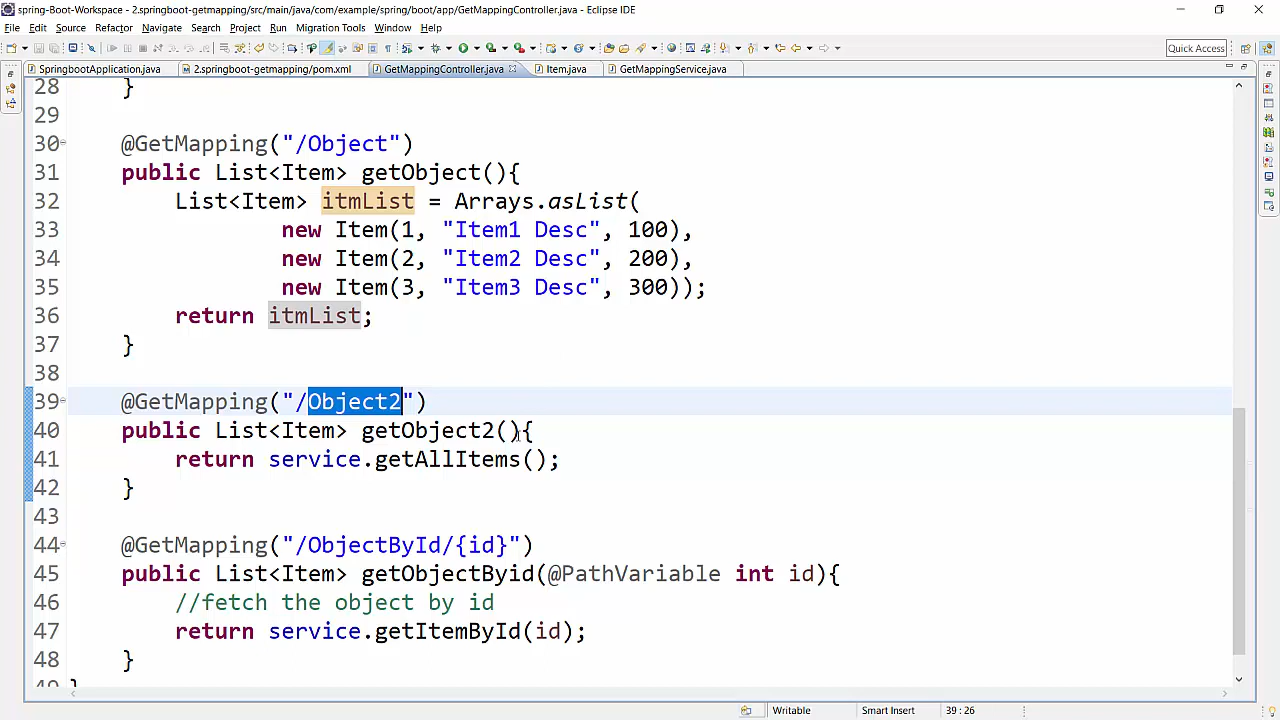 spring-Boot-Workspace - 2.springboot-getmapping/src/main/java/com/example/spring/boot/app/GetMappingController.java - Eclipse IDE
File Edit Source Refactor Navigate Search Project Run Migration Tools Window Help
Quick Access
SpringbootApplication.java 2.springboot-getmapping/pom.xml GetMappingController.java Item.java GetMappingService.java
28 }
29
30 @GetMapping("/Object")
31 public List<Item> getObject(){
32 List<Item> itmList = Arrays.asList(
33 new Item(1, "Item1 Desc", 100),
34 new Item(2, "Item2 Desc", 200),
35 new Item(3, "Item3 Desc", 300));
36 return itmList;
37 }
38
39 @GetMapping("/Object2")
40 public List<Item> getObject2(){
41 return service.getAllItems();
42 }
43
44 @GetMapping("/ObjectById/{id}")
45 public List<Item> getObjectByid(@PathVariable int id){
46 //fetch the object by id
47 return service.getItemById(id);
48 }
49 }
Writable Smart Insert 39 : 26